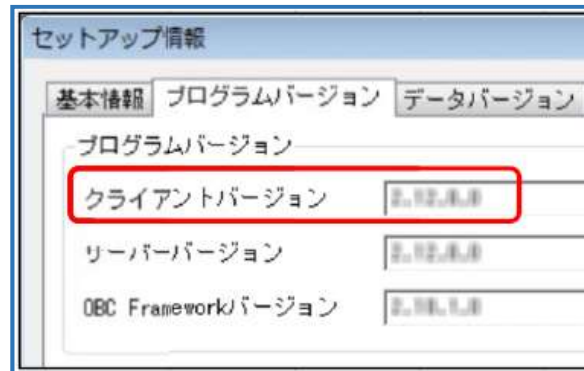 セットアップ情報
基本情報 プログラムバージョン データバージョン
プログラムバージョン
クライアントバージョン
サーバーバージョン
OBC Frameworkバージョン